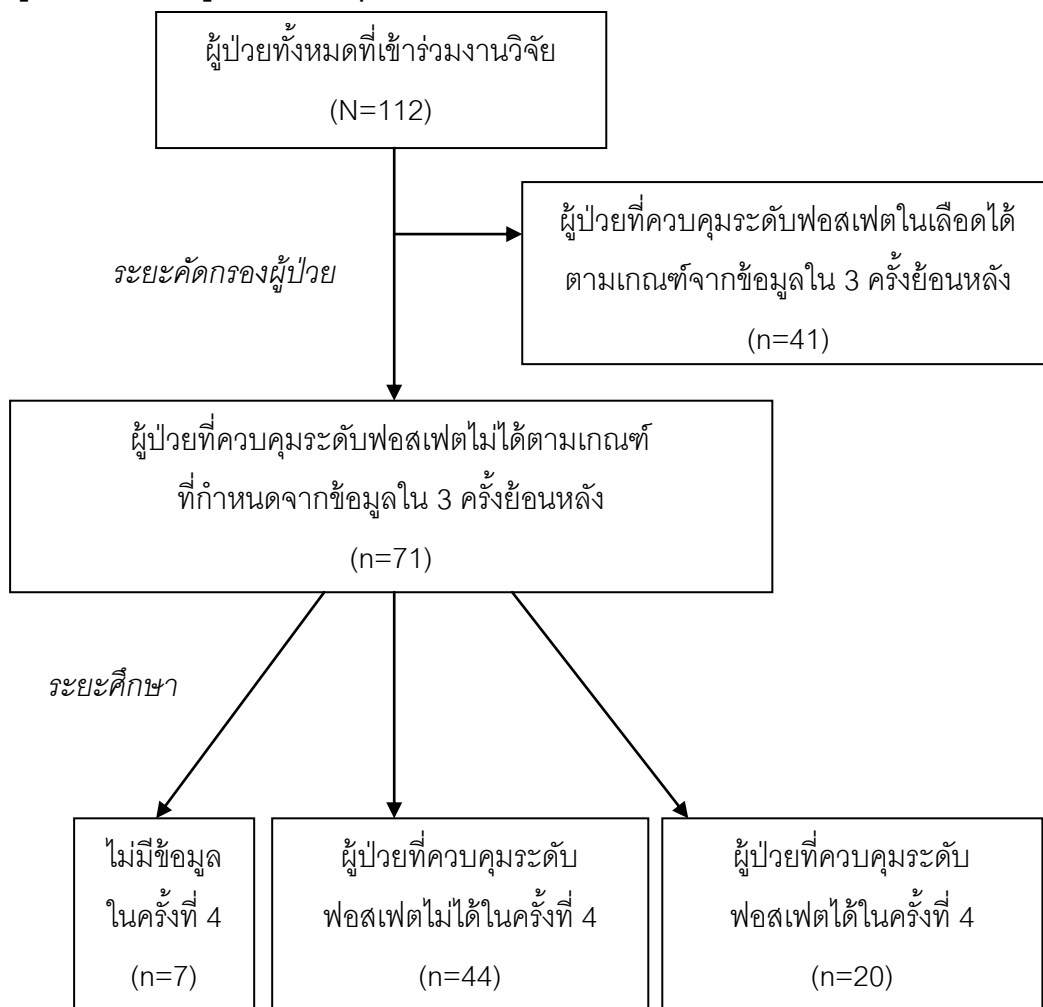 ผู้ป่วยทั้งหมดที่เข้าร่วมงานวิจัย
(N=112)
ผู้ป่วยที่ควบคุมระดับฟอสเฟตในเลือดได้
ตามเกณฑ์จากข้อมูลใน 3 ครั้งย้อนหลัง
(n=41)
ระยะคัดกรองผู้ป่วย
ผู้ป่วยที่ควบคุมระดับฟอสเฟตไม่ได้ตามเกณฑ์
ที่กำหนดจากข้อมูลใน 3 ครั้งย้อนหลัง
(n=71)
ระยะศึกษา
ไม่มีข้อมูล
ในครั้งที่ 4
(n=7)
ผู้ป่วยที่ควบคุมระดับ
ฟอสเฟตไม่ได้ในครั้งที่ 4
(n=44)
ผู้ป่วยที่ควบคุมระดับ
ฟอสเฟตได้ในครั้งที่ 4
(n=20)